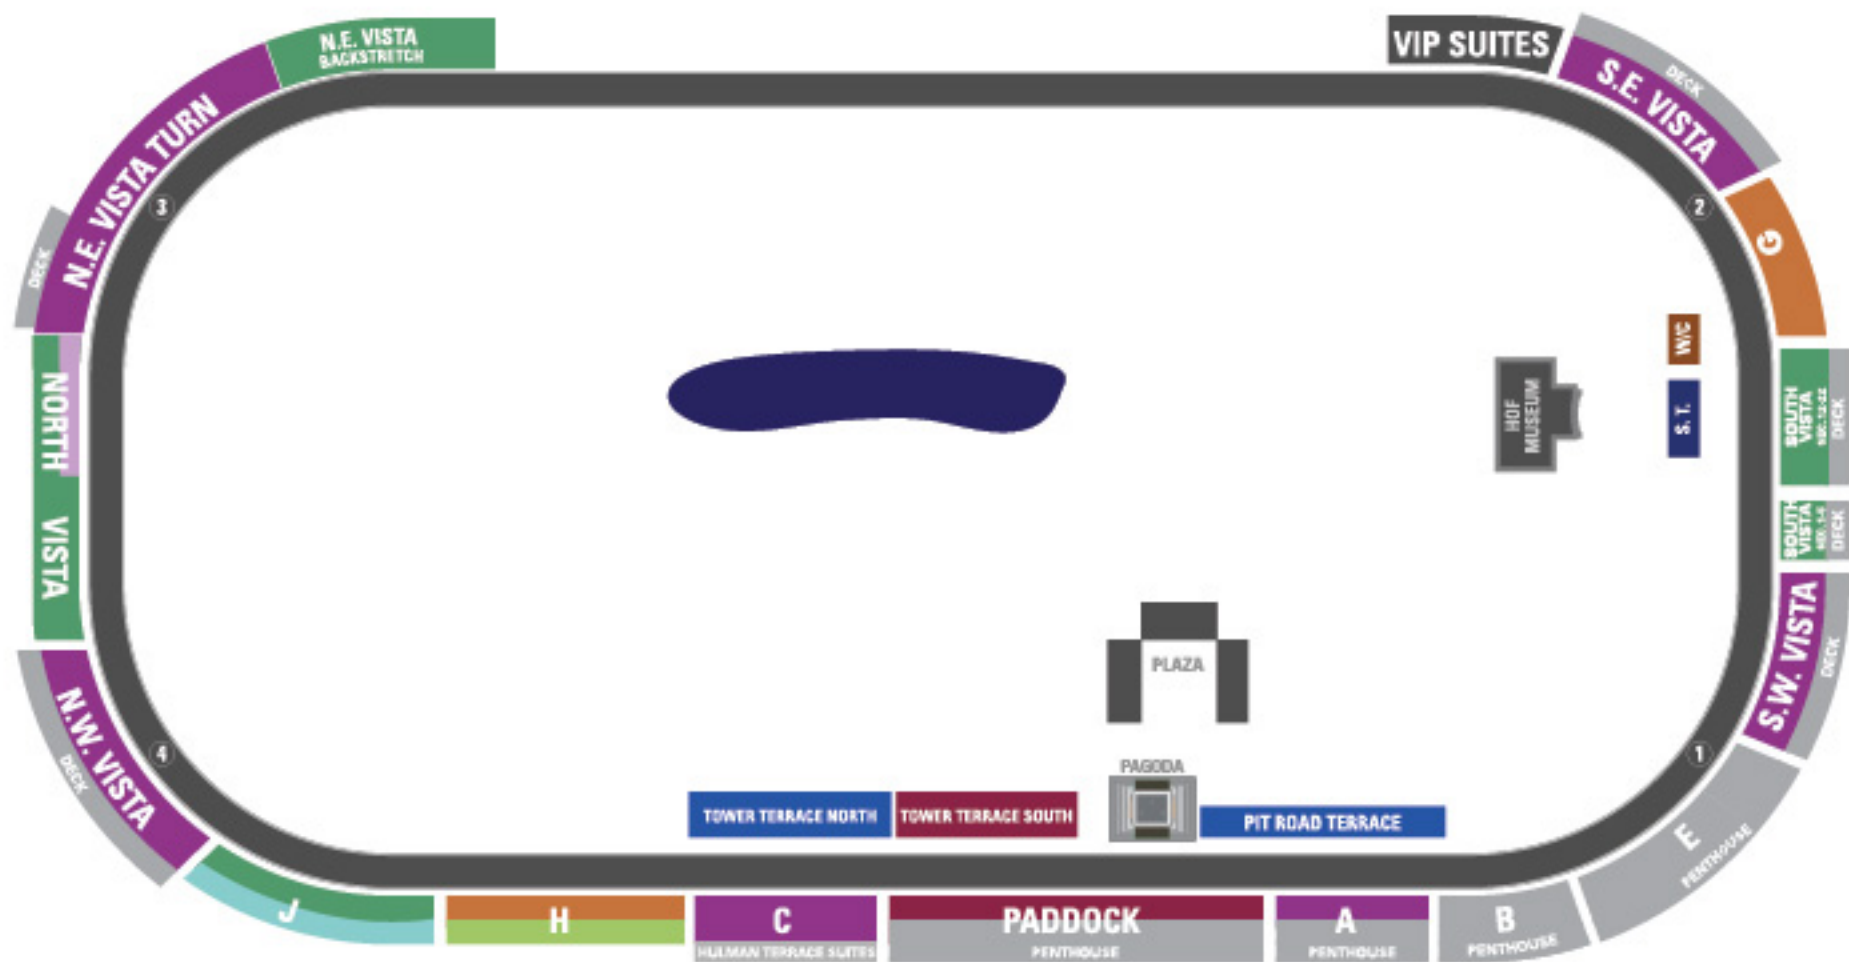 N.E. VISTA
BACKSTRETCH
VIP SUITES
DECK
S.E. VISTA
N.E. VISTA TURN
3
2
DECK
G
W/C
NORTH
VISTA
HOF
MUSEUM
S.T.
SOUTH
VISTA
DECK
SOUTH
VISTA
DECK
S.W. VISTA
DECK
PLAZA
N.W. VISTA
DECK
4
1
PAGODA
TOWER TERRACE NORTH
TOWER TERRACE SOUTH
PIT ROAD TERRACE
E
PENTHOUSE
J
H
C
HULMAN TERRACE SUITES
PADDOCK
PENTHOUSE
A
PENTHOUSE
B
PENTHOUSE